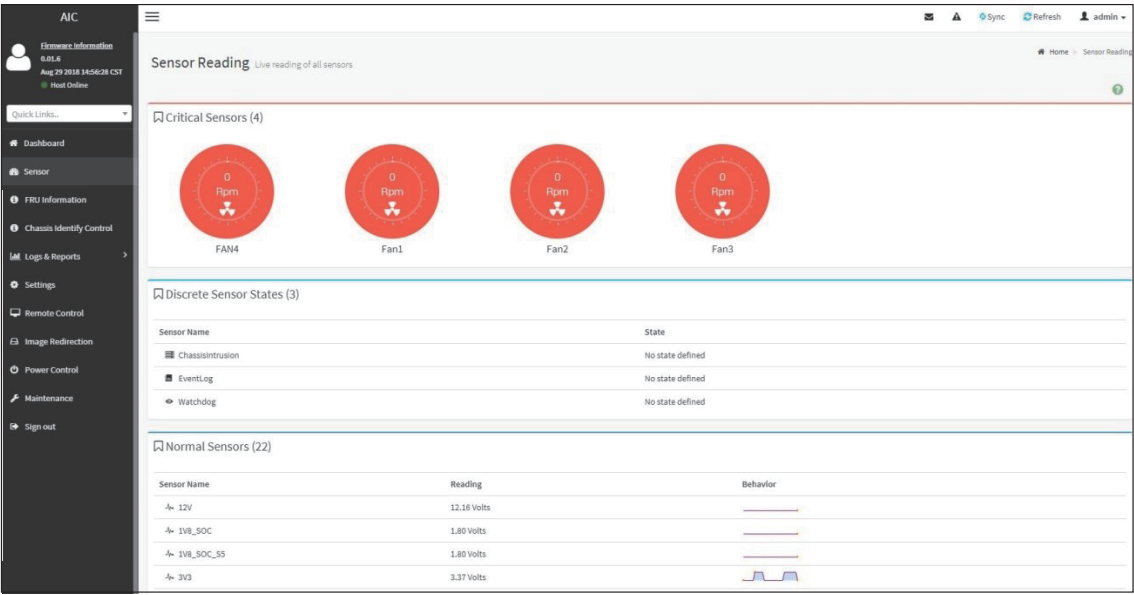 AIC
Sync Refresh admin
Firmware Information
0.01.6
Aug 29 2018 14:56:28 CST
Host Online
Quick Links...
Dashboard
Sensor
FRU Information
Chassis Identify Control
Logs & Reports
Settings
Remote Control
Image Redirection
Power Control
Maintenance
Sign out
Sensor Reading Live reading of all sensors
Home > Sensor Reading
Critical Sensors (4)
0 0 0 0
Rpm Rpm Rpm Rpm
FAN4 Fan1 Fan2 Fan3
Discrete Sensor States (3)
Sensor Name State
ChassisIntrusion No state defined
EventLog No state defined
Watchdog No state defined
Normal Sensors (22)
Sensor Name Reading Behavior
12V 12.16 Volts
1V8_SOC 1.80 Volts
1V8_SOC_S5 1.80 Volts
3V3 3.37 Volts